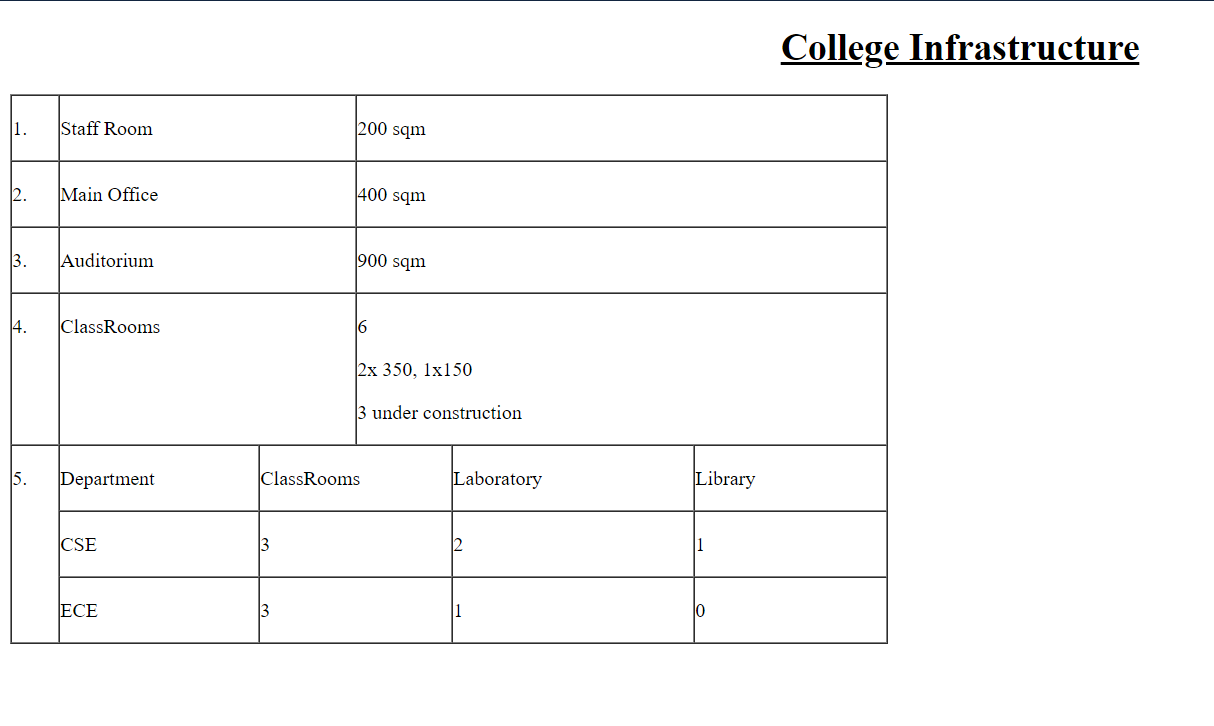 College Infrastructure
1. Staff Room 200 sqm
2. Main Office 400 sqm
3. Auditorium 900 sqm
4. ClassRooms 6
2x 350, 1x150
3 under construction
5. Department ClassRooms Laboratory Library
CSE 3 2 1
ECE 3 1 0